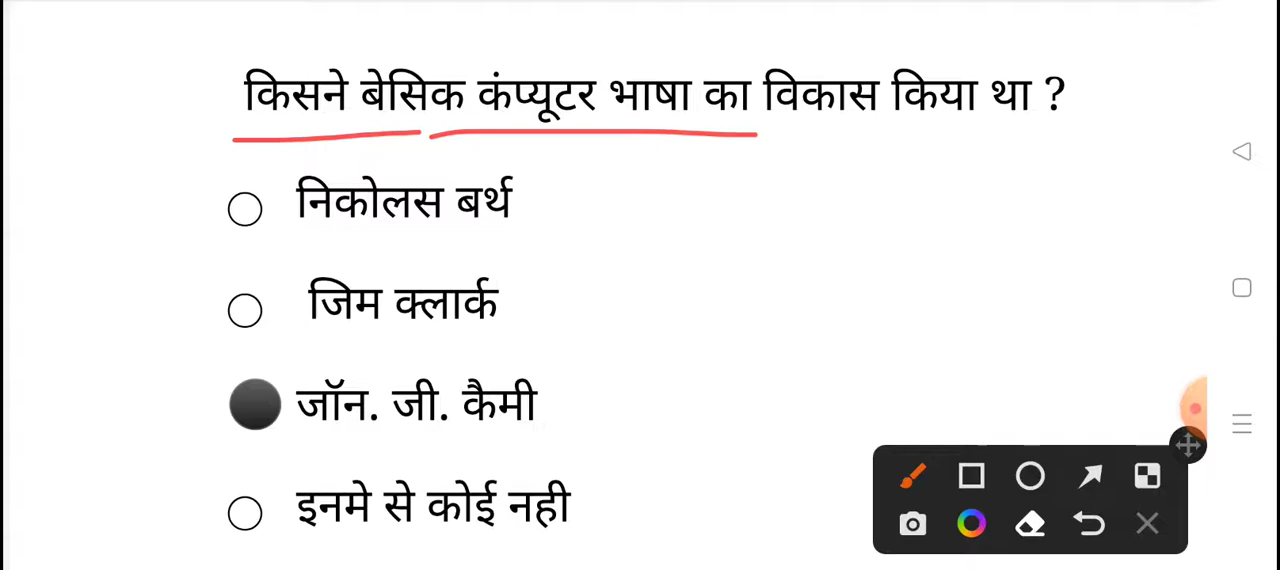 किसने बेसिक कंप्यूटर भाषा का विकास किया था ?
निकोलस बर्थ
जिम क्लार्क
जॉन. जी. कैमी
इनमे से कोई नही